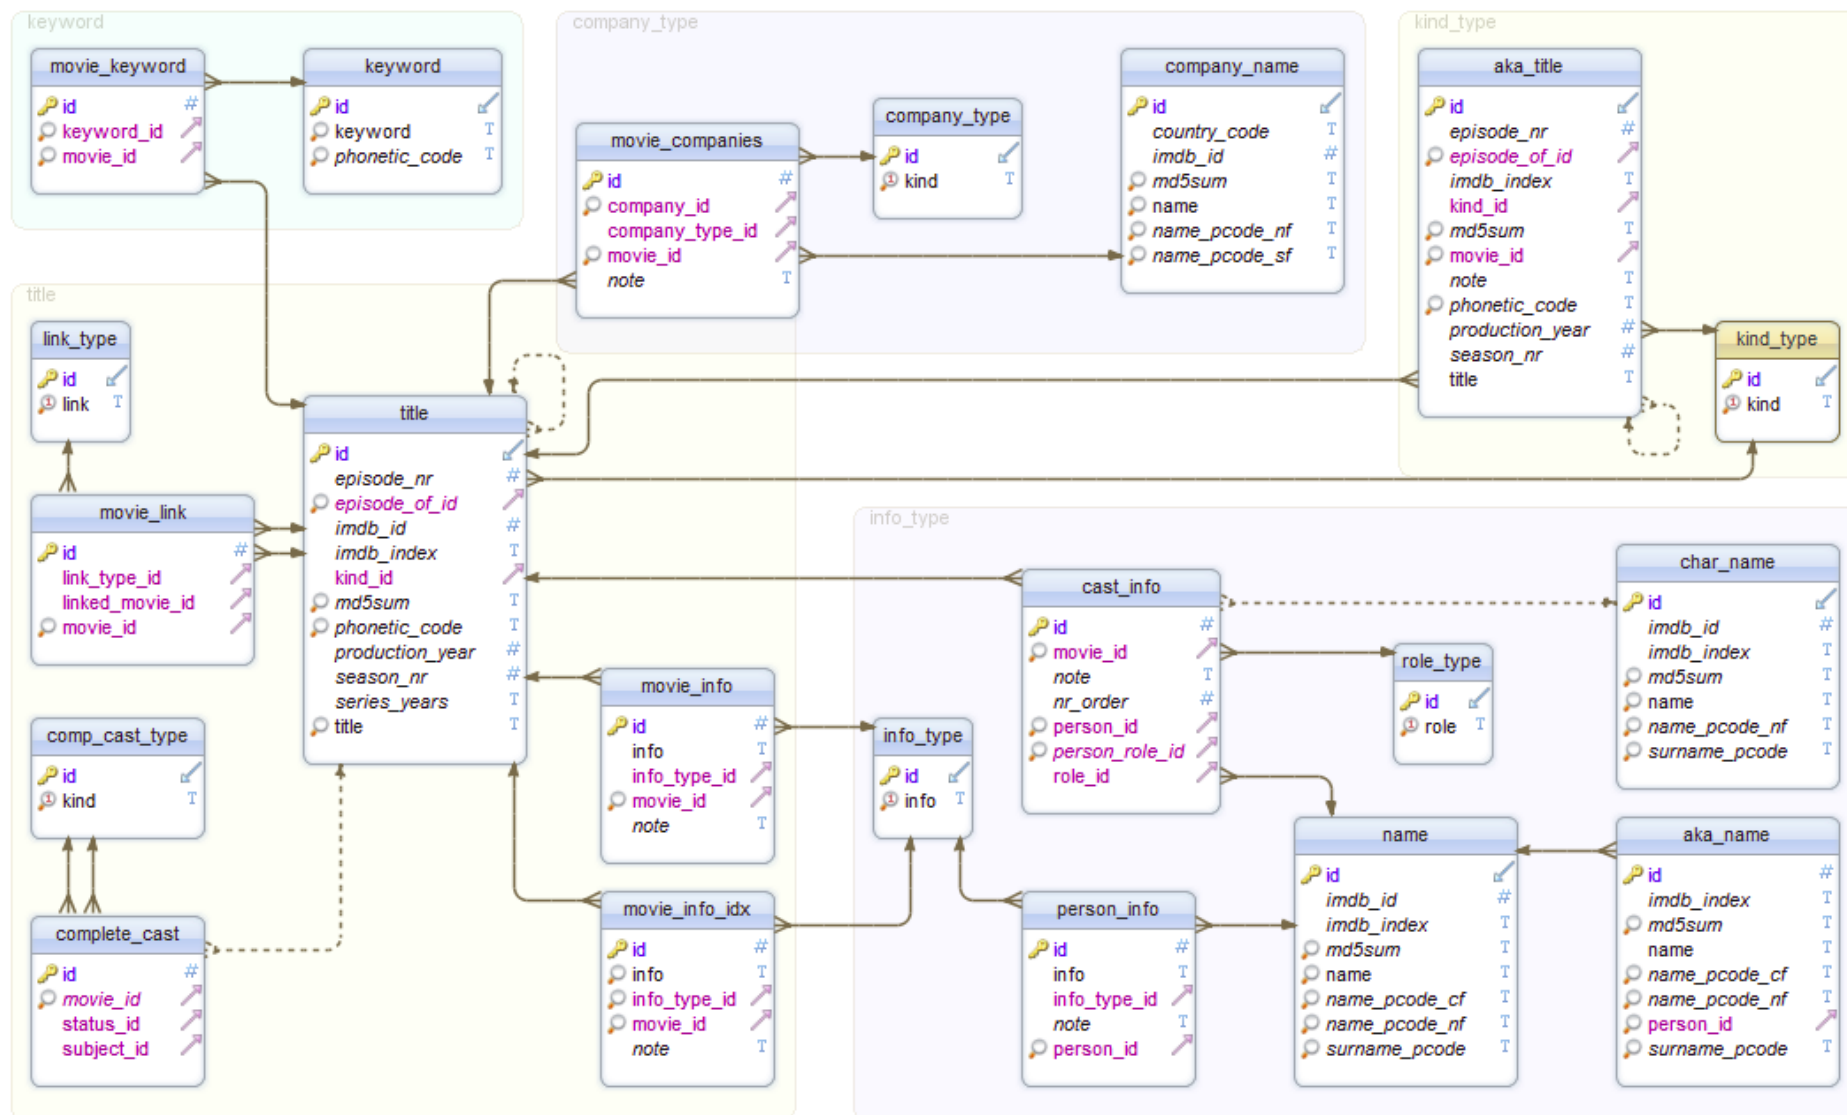 keyword
movie_keyword
id #
keyword_id
movie_id
keyword
id
keyword T
phonetic_code T
company_type
movie_companies
id #
company_id
company_type_id
movie_id
note T
company_type
id
kind T
company_name
id
country_code T
imdb_id #
md5sum T
name T
name_pcode_nf T
name_pcode_sf T
kind_type
aka_title
id
episode_nr #
episode_of_id
imdb_index T
kind_id
md5sum T
movie_id
note T
phonetic_code T
production_year #
season_nr #
title T
kind_type
id
kind T
title
link_type
id
link T
movie_link
id #
link_type_id
linked_movie_id
movie_id
title
id
episode_nr #
episode_of_id
imdb_id #
imdb_index T
kind_id
md5sum T
phonetic_code T
production_year #
season_nr #
series_years T
title T
comp_cast_type
id
kind T
complete_cast
id #
movie_id
status_id
subject_id
movie_info
id #
info T
info_type_id
movie_id
note T
movie_info_idx
id #
info T
info_type_id
movie_id
note T
info_type
info_type
id
info T
cast_info
id #
movie_id
note T
nr_order #
person_id
person_role_id
role_id
role_type
id
role T
char_name
id
imdb_id #
imdb_index T
md5sum T
name T
name_pcode_nf T
surname_pcode T
person_info
id #
info T
info_type_id
note T
person_id
name
id
imdb_id #
imdb_index T
md5sum T
name T
name_pcode_cf T
name_pcode_nf T
surname_pcode T
aka_name
id #
imdb_index T
md5sum T
name T
name_pcode_cf T
name_pcode_nf T
person_id
surname_pcode T